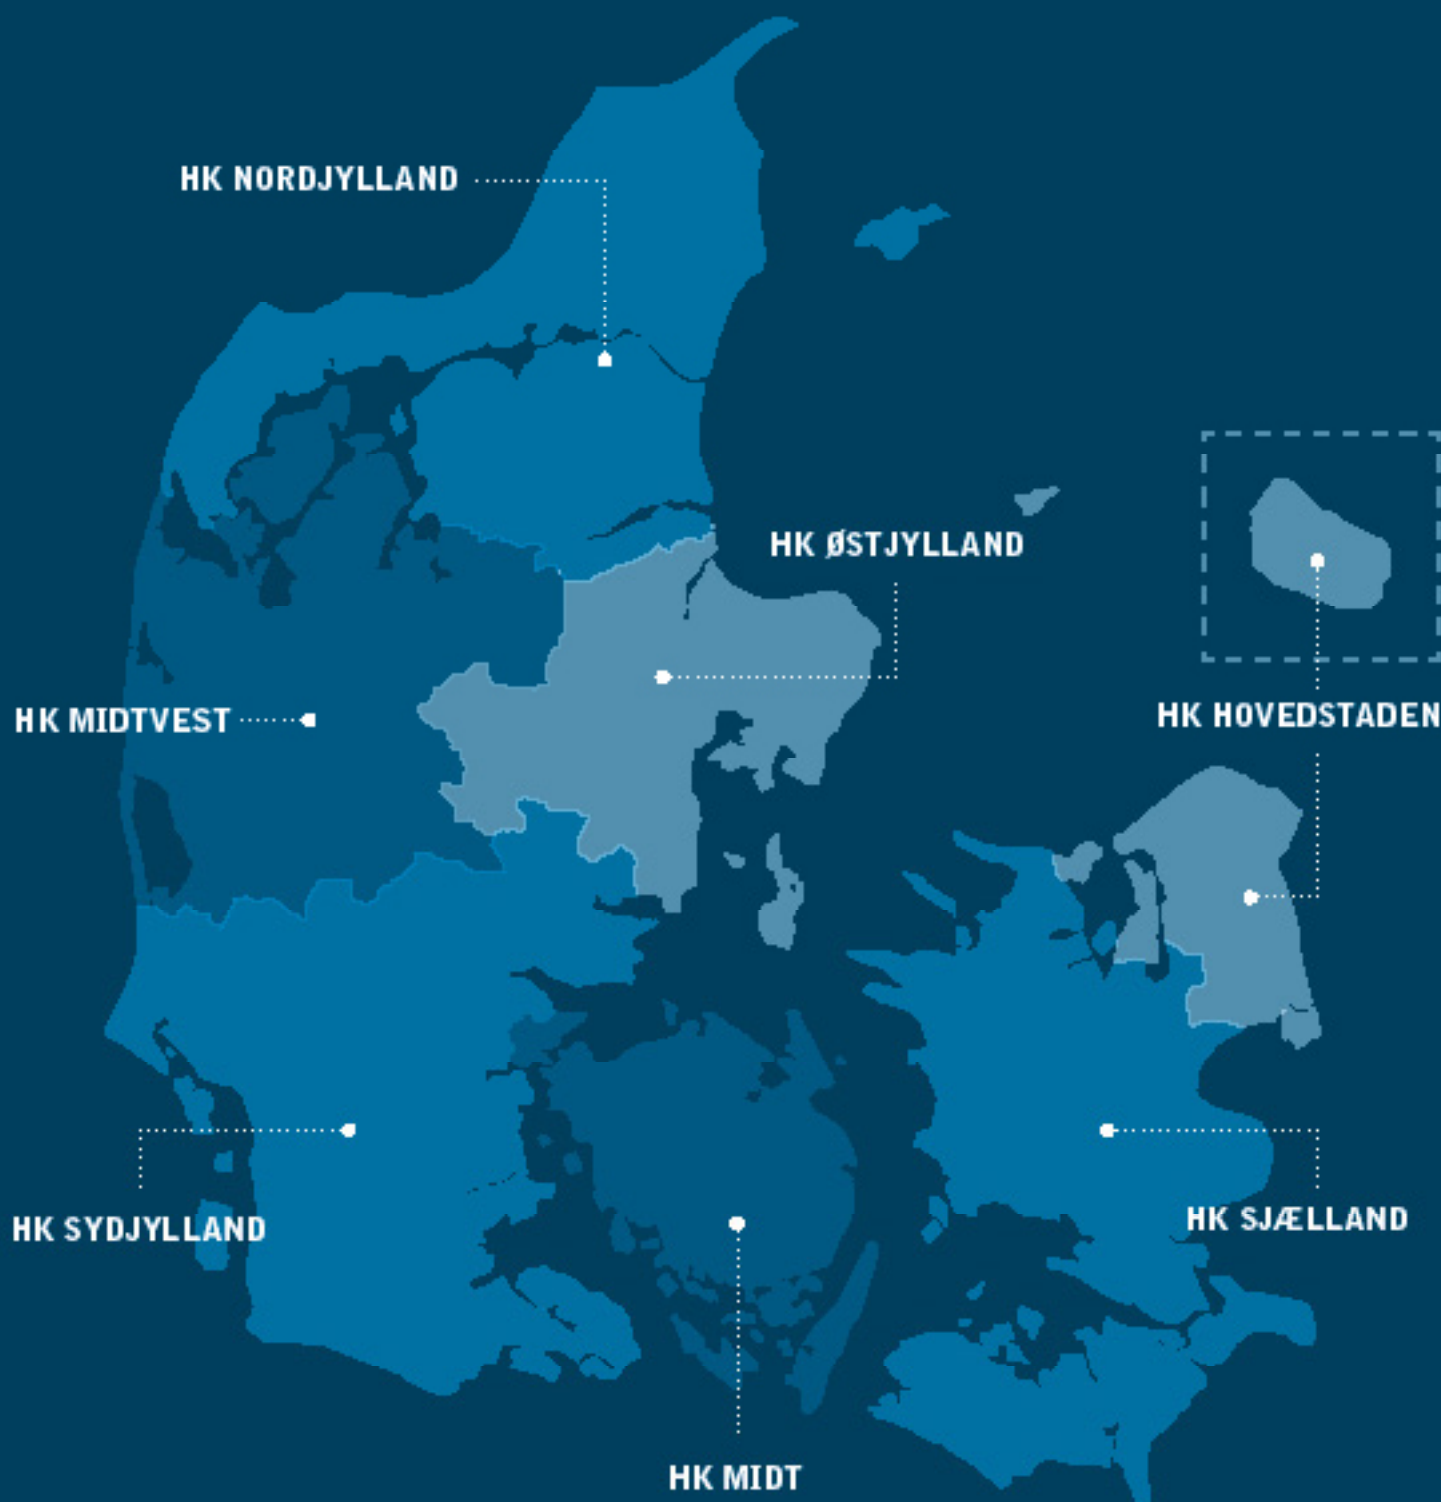 HK NORDJYLLAND
HK ØSTJYLLAND
HK HOVEDSTADEN
HK MIDTVEST
HK SJÆLLAND
HK SYDJYLLAND
HK MIDT